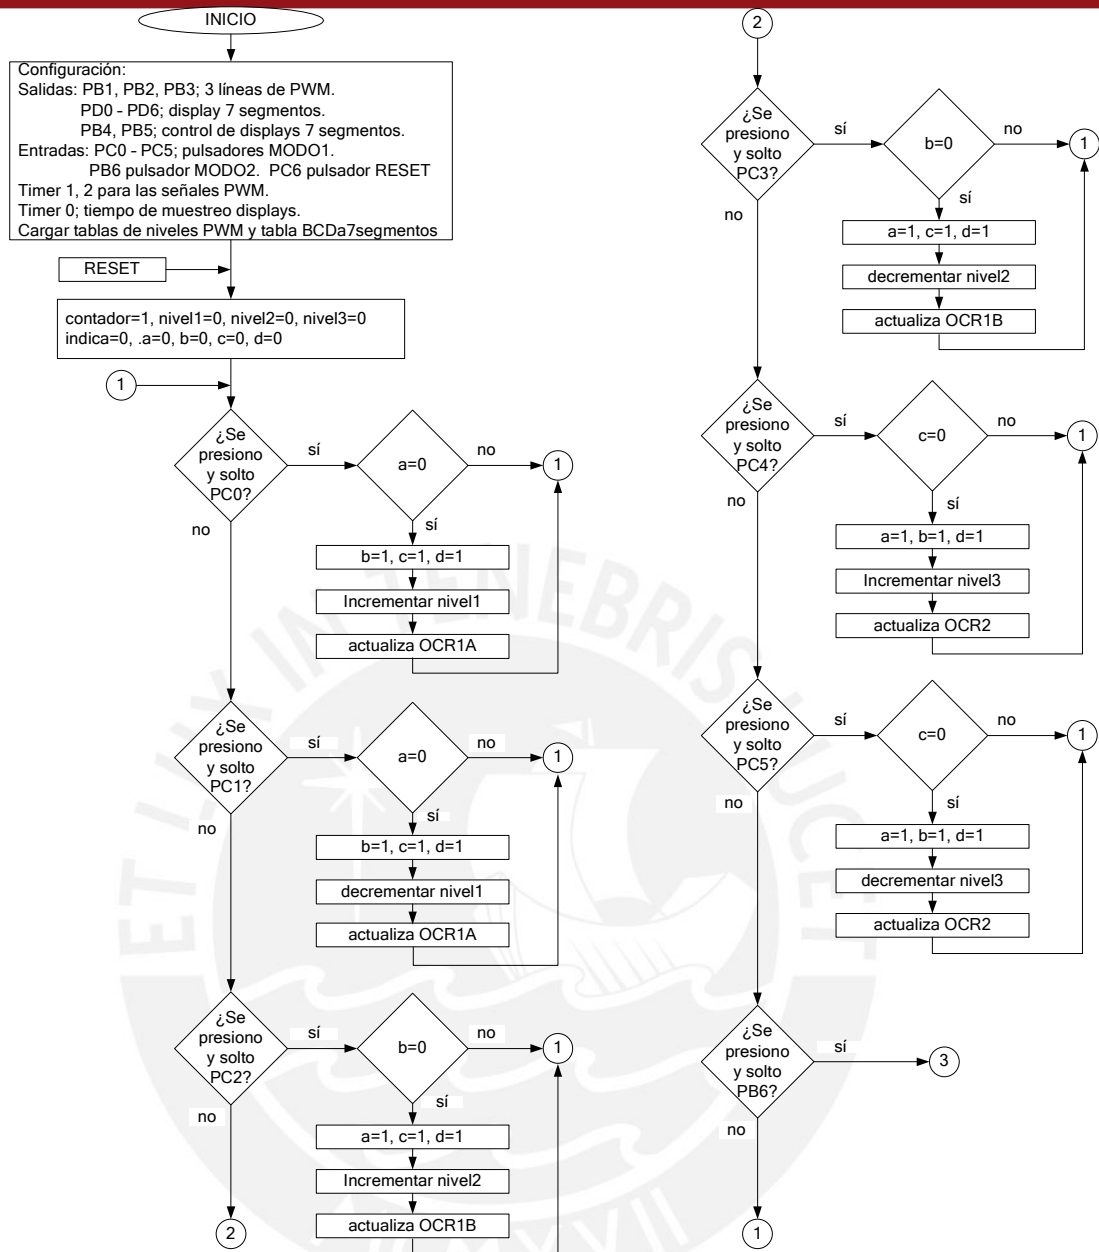 INICIO
Configuración:
Salidas: PB1, PB2, PB3; 3 líneas de PWM.
PD0 - PD6; display 7 segmentos.
PB4, PB5; control de displays 7 segmentos.
Entradas: PC0 - PC5; pulsadores MODO1.
PB6 pulsador MODO2. PC6 pulsador RESET
Timer 1, 2 para las señales PWM.
Timer 0; tiempo de muestreo displays.
Cargar tablas de niveles PWM y tabla BCDa7segmentos
RESET
contador=1, nivel1=0, nivel2=0, nivel3=0
indica=0, .a=0, b=0, c=0, d=0
1
¿Se
presiono
y solto
PC0?
sí
a=0
no
1
sí
no
b=1, c=1, d=1
Incrementar nivel1
actualiza OCR1A
¿Se
presiono
y solto
PC1?
sí
a=0
no
1
sí
no
b=1, c=1, d=1
decrementar nivel1
actualiza OCR1A
¿Se
presiono
y solto
PC2?
sí
b=0
no
1
sí
no
a=1, c=1, d=1
Incrementar nivel2
actualiza OCR1B
2
2
¿Se
presiono
y solto
PC3?
sí
b=0
no
1
sí
no
a=1, c=1, d=1
decrementar nivel2
actualiza OCR1B
¿Se
presiono
y solto
PC4?
sí
c=0
no
1
sí
no
a=1, b=1, d=1
Incrementar nivel3
actualiza OCR2
¿Se
presiono
y solto
PC5?
sí
c=0
no
1
sí
no
a=1, b=1, d=1
decrementar nivel3
actualiza OCR2
¿Se
presiono
y solto
PB6?
sí
3
no
1
ET LUX IN TENEBRIS LUCET
MCMXVII